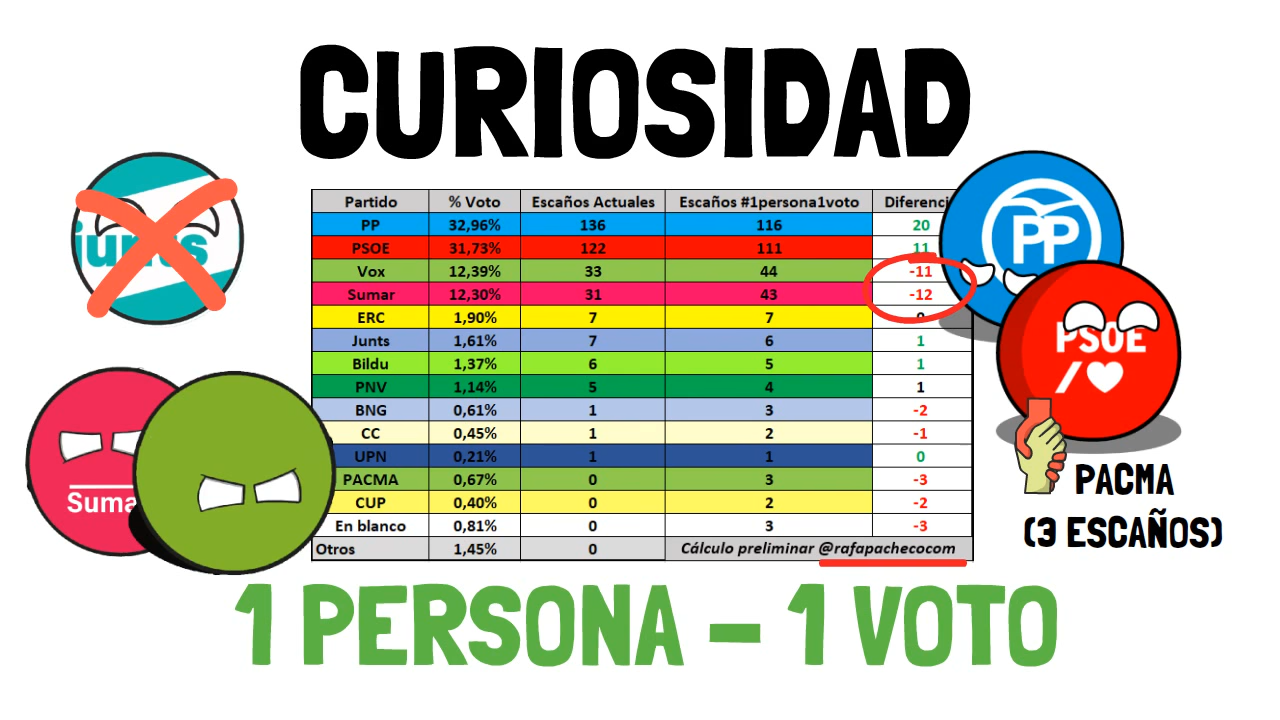 CURIOSIDAD
junts
Partido % Voto Escaños Actuales Escaños #1persona1voto Diferenci
PP 32,96% 136 116 20
PSOE 31,73% 122 111 11
Vox 12,39% 33 44 -11
Sumar 12,30% 31 43 -12
ERC 1,90% 7 7 0
Junts 1,61% 7 6 1
Bildu 1,37% 6 5 1
PNV 1,14% 5 4 1
BNG 0,61% 1 3 -2
CC 0,45% 1 2 -1
UPN 0,21% 1 1 0
PACMA 0,67% 0 3 -3
CUP 0,40% 0 2 -2
En blanco 0,81% 0 3 -3
Otros 1,45% 0 Cálculo preliminar @rafapachecocom
PP
PSOE
Suma
PACMA
(3 ESCAÑOS)
1 PERSONA – 1 VOTO